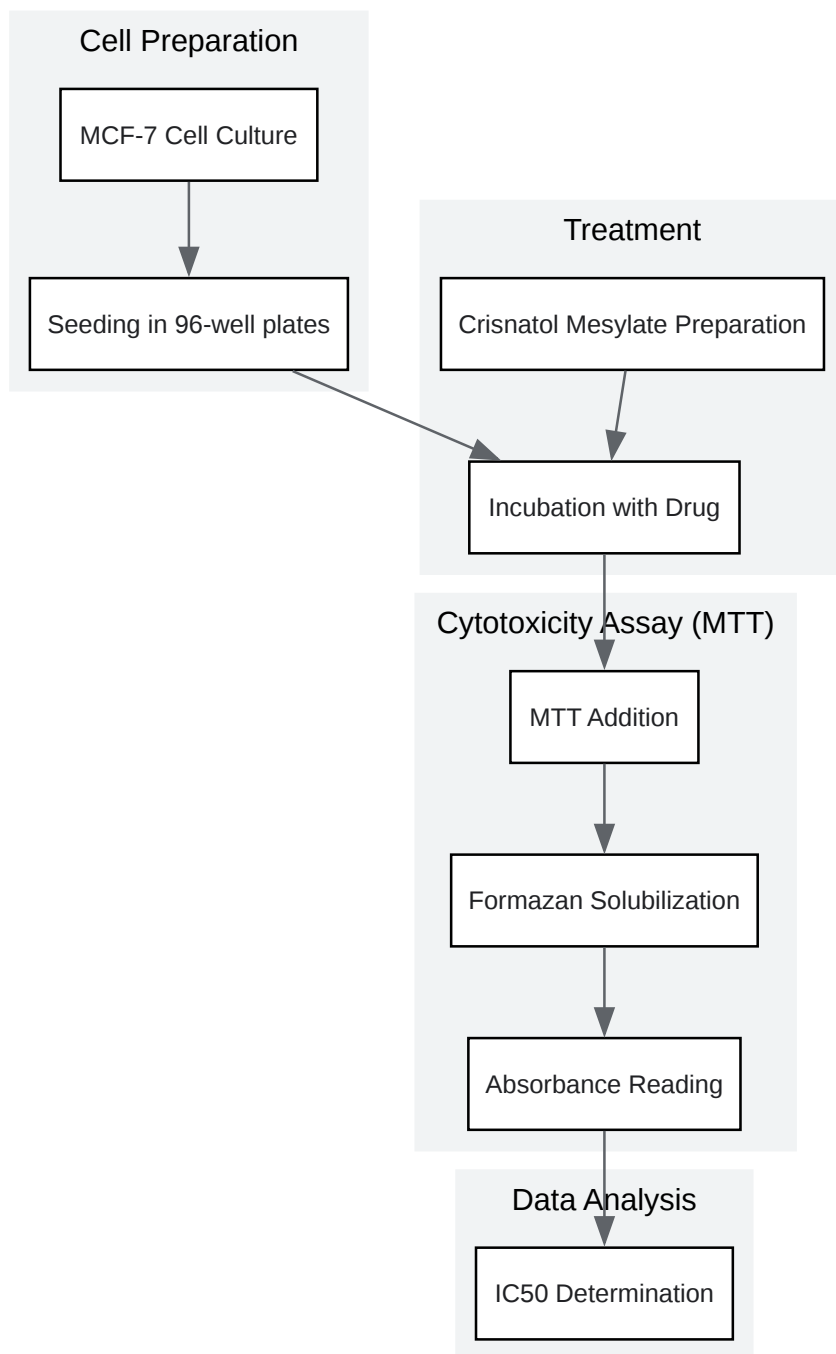 Cell Preparation
MCF-7 Cell Culture
Seeding in 96-well plates
Treatment
Crisnatol Mesylate Preparation
Incubation with Drug
Cytotoxicity Assay (MTT)
MTT Addition
Formazan Solubilization
Absorbance Reading
Data Analysis
IC50 Determination